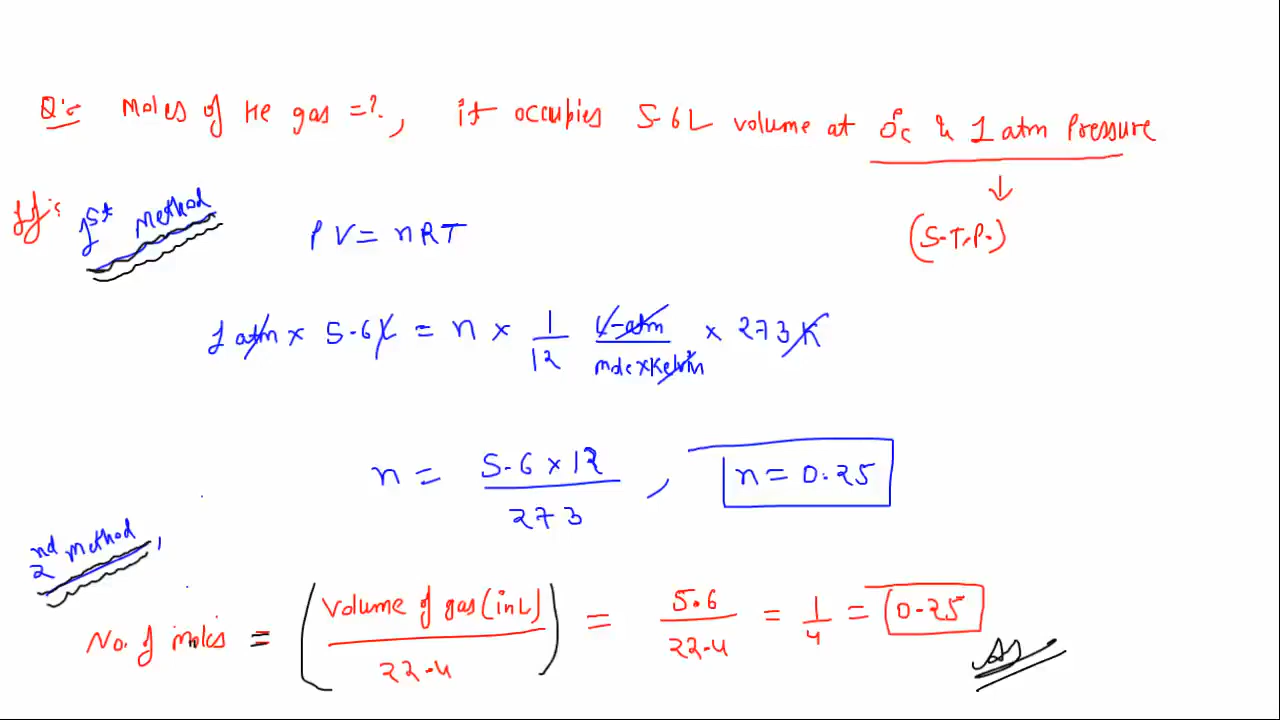 Q:- Moles of He gas = ?, if occupies 5.6L volume at 0°C & 1 atm Pressure
(S.T.P.)
1st Method
PV = nRT
1 atm × 5.6 L = n × 1/12 L-atm/mole×Kelvin × 273 K
n = 5.6 × 12 / 273 , n = 0.25
2nd Method,
No. of moles = (Volume of gas (in L) / 22.4) = 5.6 / 22.4 = 1/4 = 0.25